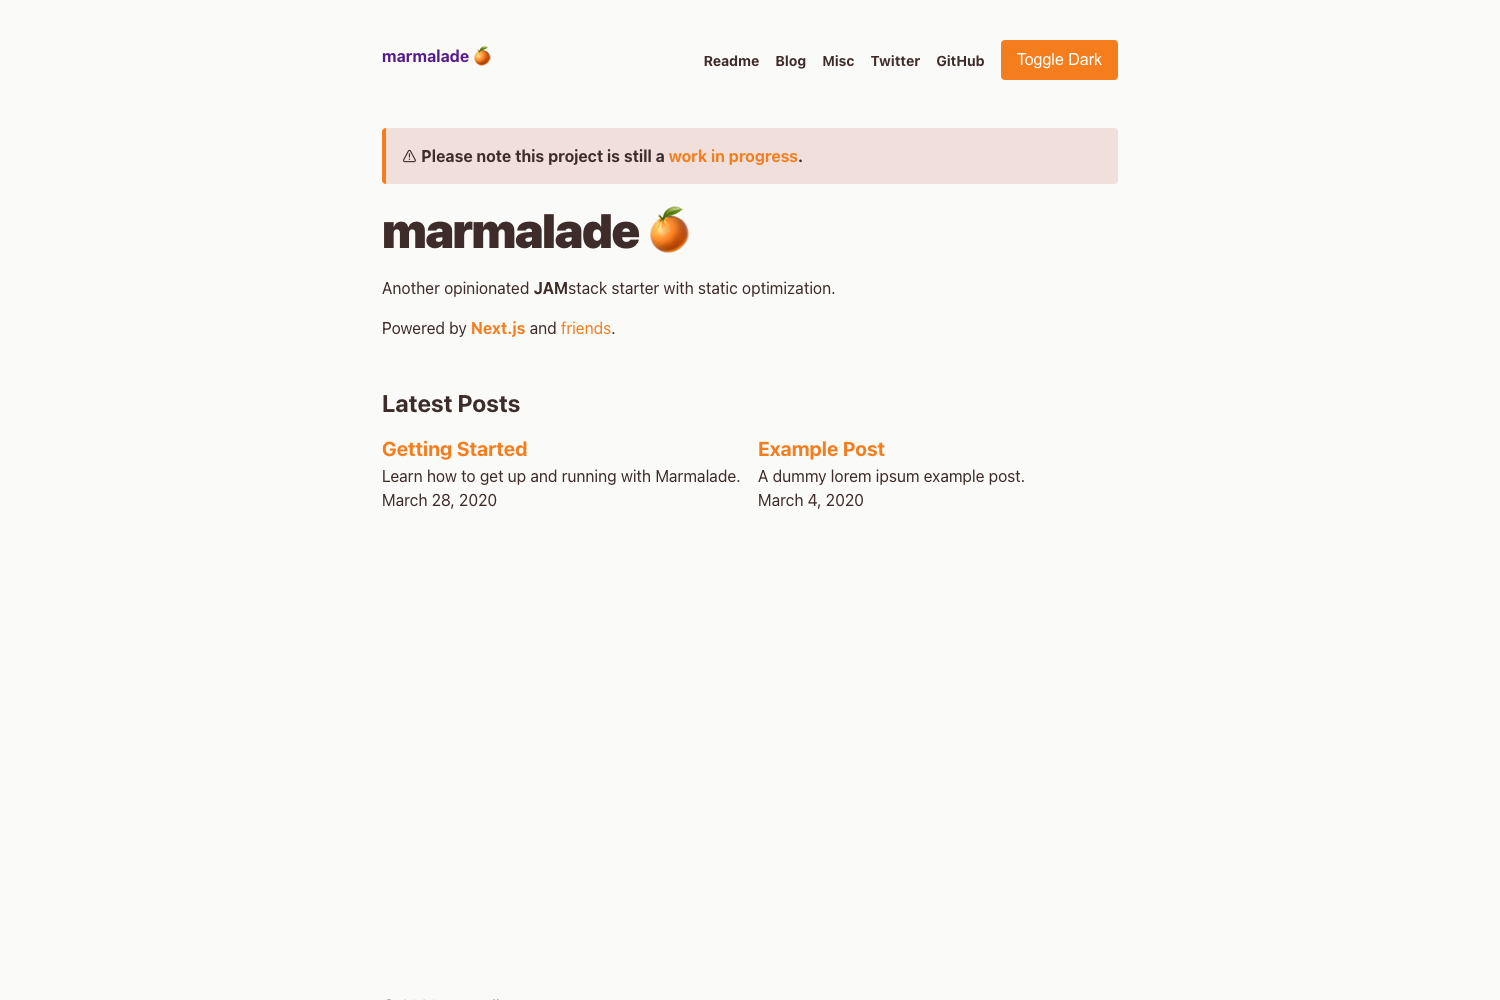 marmalade 🍊
Readme Blog Misc Twitter GitHub Toggle Dark
⚠ Please note this project is still a work in progress.
marmalade 🍊
Another opinionated JAMstack starter with static optimization.
Powered by Next.js and friends.
Latest Posts
Getting Started
Learn how to get up and running with Marmalade.
March 28, 2020
Example Post
A dummy lorem ipsum example post.
March 4, 2020